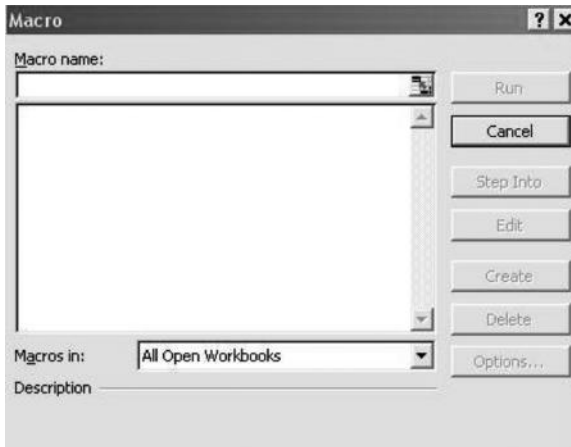 Macro
Macro name:
Run
Cancel
Step Into
Edit
Create
Delete
Macros in:
All Open Workbooks
Options...
Description